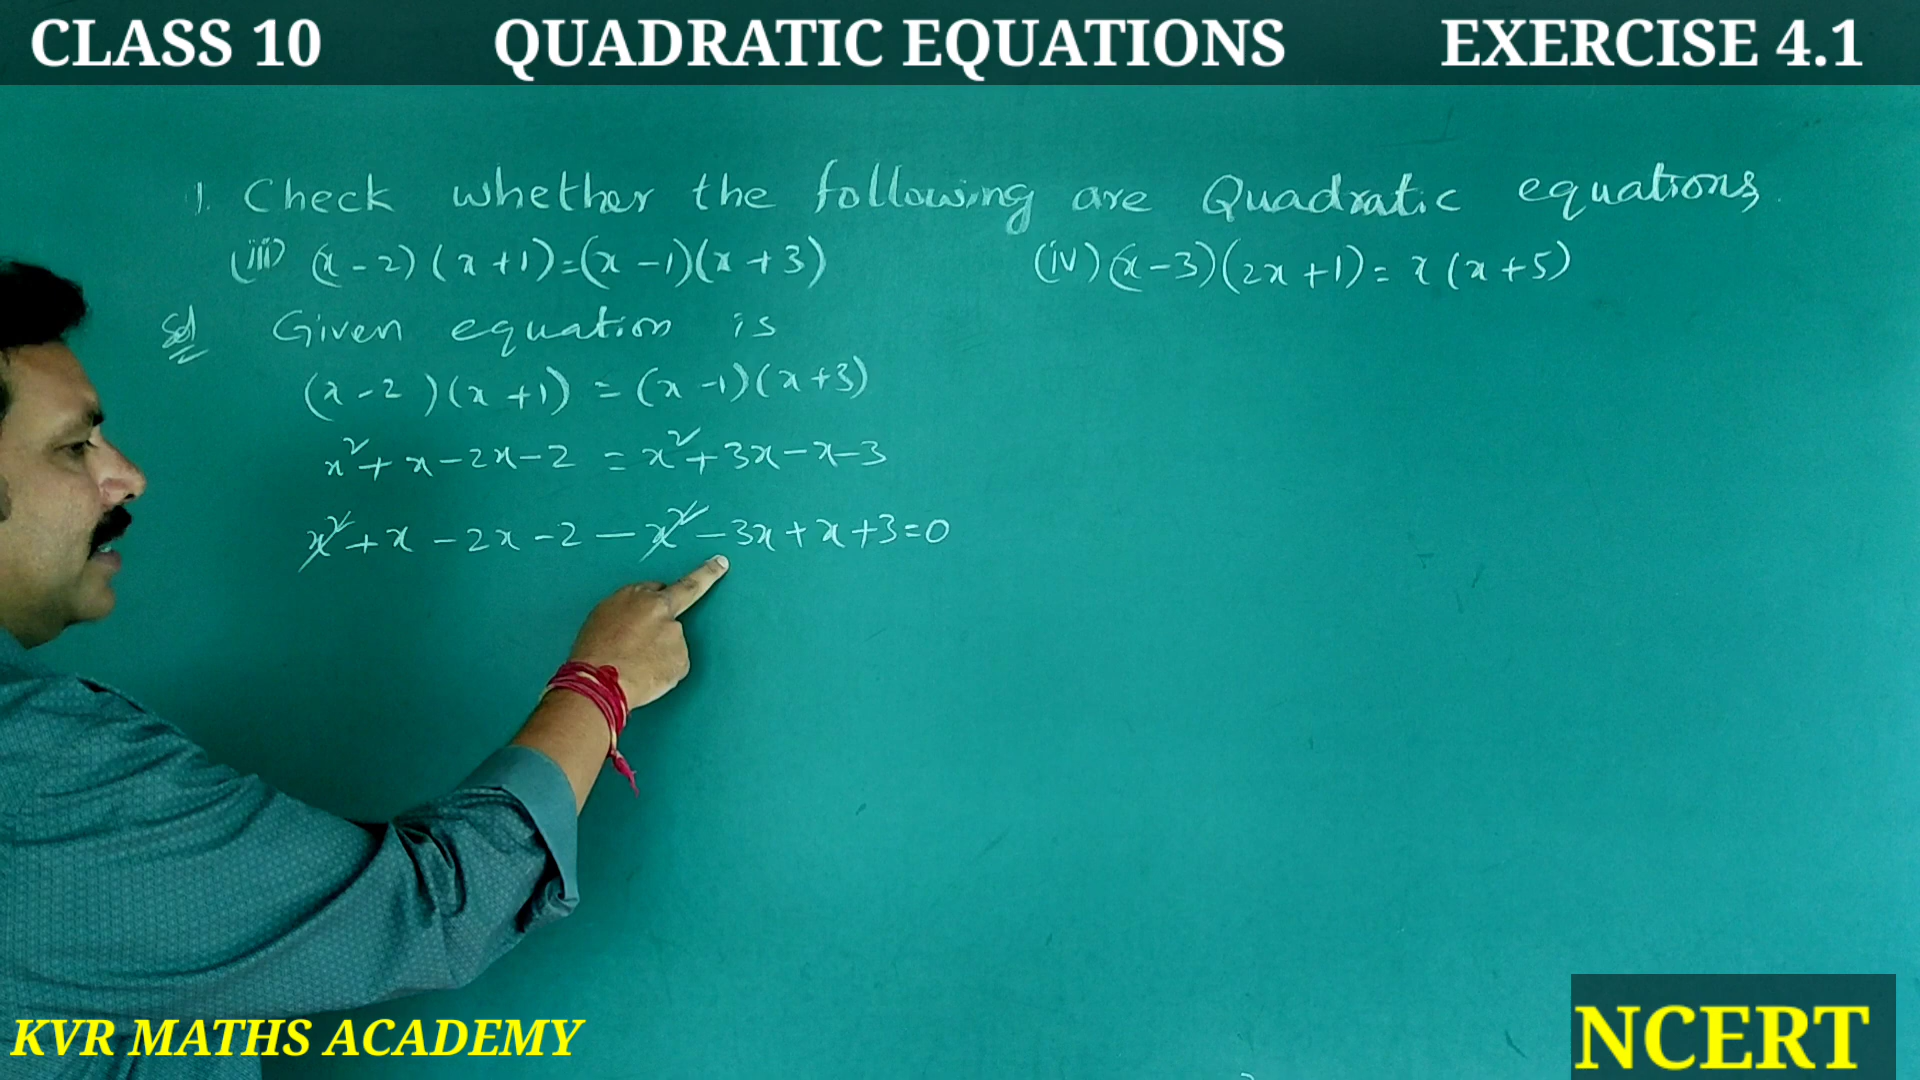 CLASS 10 QUADRATIC EQUATIONS EXERCISE 4.1
1. Check whether the following are Quadratic equations.
(iii) (x-2)(x+1)=(x-1)(x+3) (iv) (x-3)(2x+1)= x(x+5)
Sol Given equation is
(x-2)(x+1) = (x-1)(x+3)
x²+x-2x-2 = x²+3x-x-3
x²+x-2x-2-x²-3x+x+3=0
KVR MATHS ACADEMY
NCERT